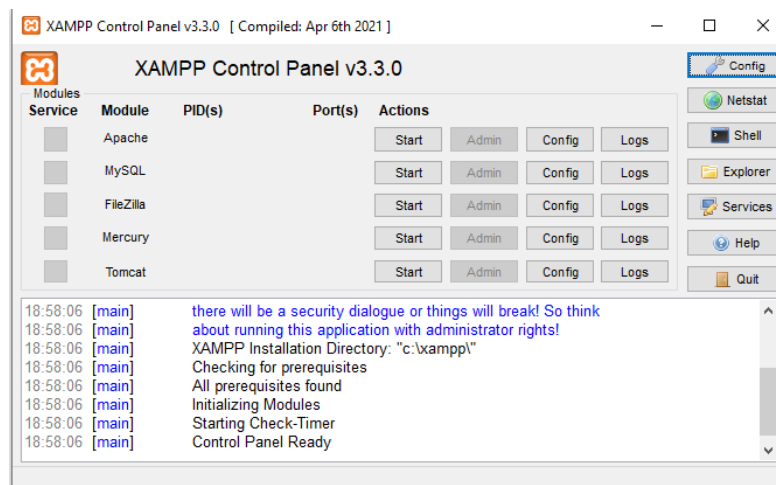 XAMPP Control Panel v3.3.0 [ Compiled: Apr 6th 2021 ]
XAMPP Control Panel v3.3.0
Config
Modules
Service Module PID(s) Port(s) Actions
Netstat
Apache Start Admin Config Logs
Shell
MySQL Start Admin Config Logs
Explorer
FileZilla Start Admin Config Logs
Services
Mercury Start Admin Config Logs
Help
Tomcat Start Admin Config Logs
Quit
18:58:06 [main] there will be a security dialogue or things will break! So think
18:58:06 [main] about running this application with administrator rights!
18:58:06 [main] XAMPP Installation Directory: "c:\xampp\"
18:58:06 [main] Checking for prerequisites
18:58:06 [main] All prerequisites found
18:58:06 [main] Initializing Modules
18:58:06 [main] Starting Check-Timer
18:58:06 [main] Control Panel Ready